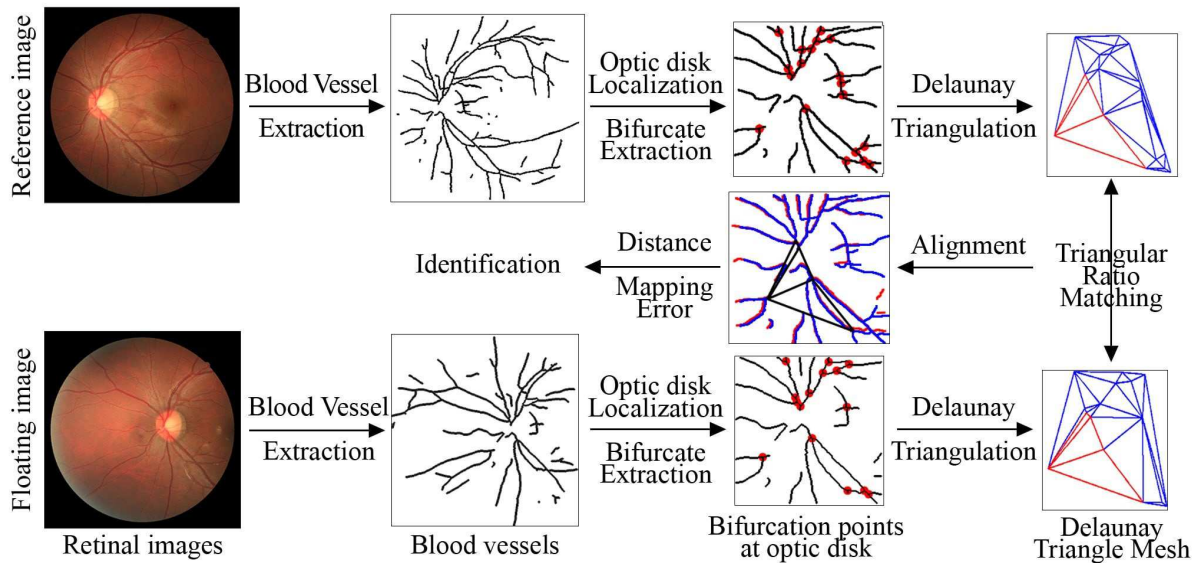 Reference image
Blood Vessel
Extraction
Optic disk
Localization
Bifurcate
Extraction
Delaunay
Triangulation
Identification
Distance
Mapping
Error
Alignment
Triangular
Ratio
Matching
Floating image
Blood Vessel
Extraction
Optic disk
Localization
Bifurcate
Extraction
Delaunay
Triangulation
Retinal images
Blood vessels
Bifurcation points
at optic disk
Delaunay
Triangle Mesh